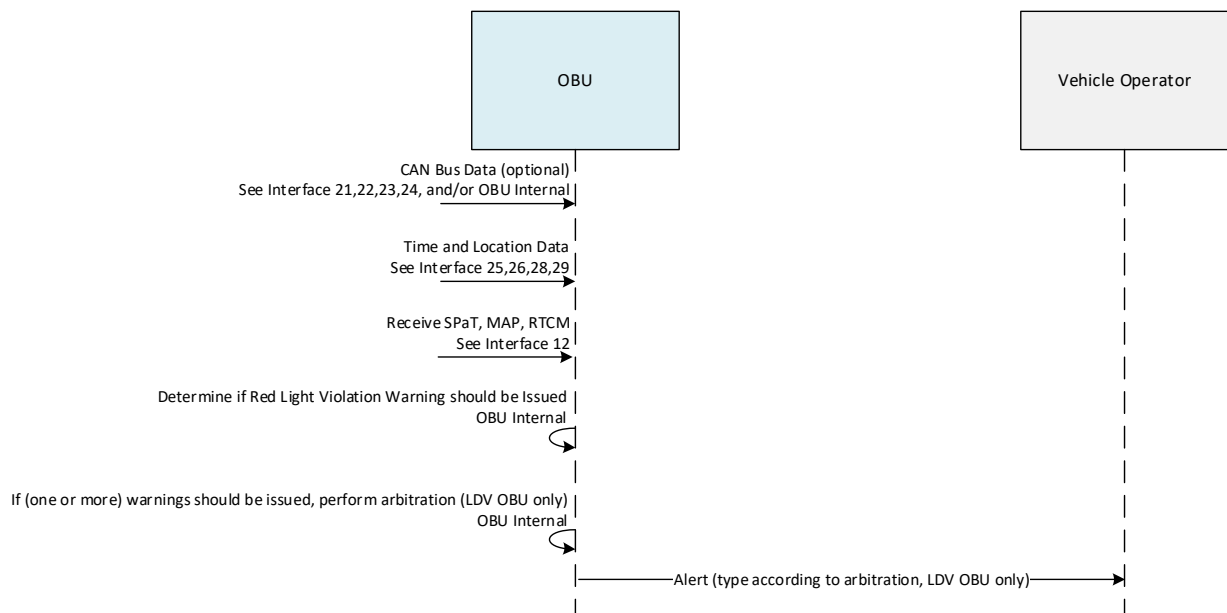 OBU
Vehicle Operator
CAN Bus Data (optional)
See Interface 21,22,23,24, and/or OBU Internal
Time and Location Data
See Interface 25,26,28,29
Receive SPaT, MAP, RTCM
See Interface 12
Determine if Red Light Violation Warning should be Issued
OBU Internal
If (one or more) warnings should be issued, perform arbitration (LDV OBU only)
OBU Internal
Alert (type according to arbitration, LDV OBU only)